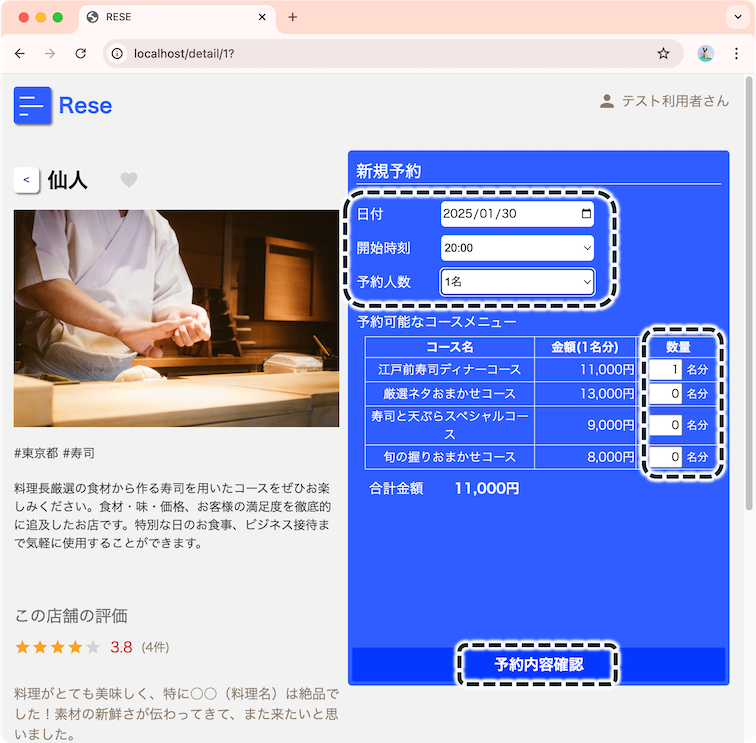 RESE
localhost/detail/1?
Rese
テスト利用者さん
< 仙人
#東京都 #寿司
料理長厳選の食材から作る寿司を用いたコースをぜひお楽
しみください。食材・味・価格、お客様の満足度を徹底的
に追及したお店です。特別な日のお食事、ビジネス接待ま
で気軽に使用することができます。
この店舗の評価
3.8 (4件)
料理がとても美味しく、特に○○（料理名）は絶品で
した！素材の新鮮さが伝わってきて、また来たいと思
いました。
新規予約
日付 2025/01/30
開始時刻 20:00
予約人数 1名
予約可能なコースメニュー
コース名 金額(1名分) 数量
江戸前寿司ディナーコース 11,000円 1 名分
厳選ネタおまかせコース 13,000円 0 名分
寿司と天ぷらスペシャルコー
ス 9,000円 0 名分
旬の握りおまかせコース 8,000円 0 名分
合計金額 11,000円
予約内容確認